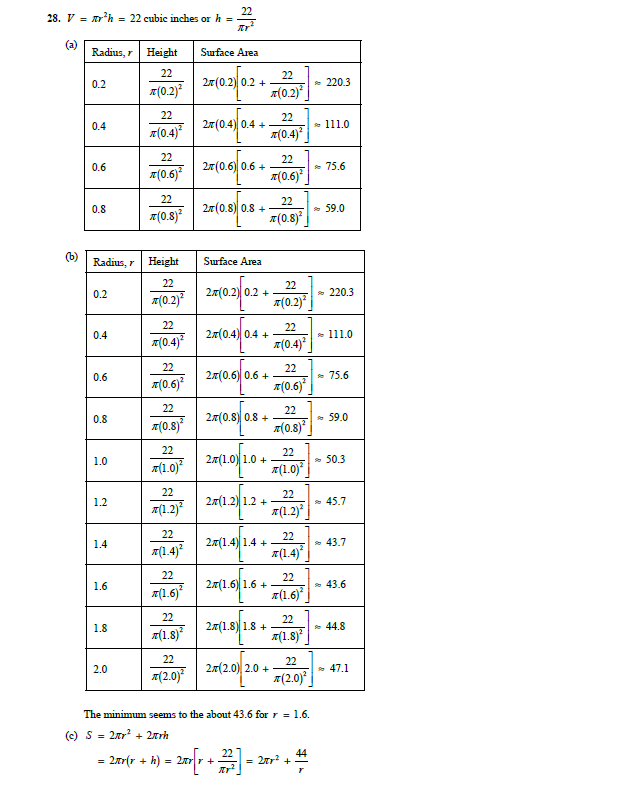 28. V = πr²h = 22 cubic inches or h = 22/πr²
(a)
Radius, r Height Surface Area
0.2 22/π(0.2)² 2π(0.2)[0.2 + 22/π(0.2)²] ≈ 220.3
0.4 22/π(0.4)² 2π(0.4)[0.4 + 22/π(0.4)²] ≈ 111.0
0.6 22/π(0.6)² 2π(0.6)[0.6 + 22/π(0.6)²] ≈ 75.6
0.8 22/π(0.8)² 2π(0.8)[0.8 + 22/π(0.8)²] ≈ 59.0
(b)
Radius, r Height Surface Area
0.2 22/π(0.2)² 2π(0.2)[0.2 + 22/π(0.2)²] ≈ 220.3
0.4 22/π(0.4)² 2π(0.4)[0.4 + 22/π(0.4)²] ≈ 111.0
0.6 22/π(0.6)² 2π(0.6)[0.6 + 22/π(0.6)²] ≈ 75.6
0.8 22/π(0.8)² 2π(0.8)[0.8 + 22/π(0.8)²] ≈ 59.0
1.0 22/π(1.0)² 2π(1.0)[1.0 + 22/π(1.0)²] ≈ 50.3
1.2 22/π(1.2)² 2π(1.2)[1.2 + 22/π(1.2)²] ≈ 45.7
1.4 22/π(1.4)² 2π(1.4)[1.4 + 22/π(1.4)²] ≈ 43.7
1.6 22/π(1.6)² 2π(1.6)[1.6 + 22/π(1.6)²] ≈ 43.6
1.8 22/π(1.8)² 2π(1.8)[1.8 + 22/π(1.8)²] ≈ 44.8
2.0 22/π(2.0)² 2π(2.0)[2.0 + 22/π(2.0)²] ≈ 47.1
The minimum seems to the about 43.6 for r = 1.6.
(c) S = 2πr² + 2πrh
= 2πr(r + h) = 2πr[r + 22/πr²] = 2πr² + 44/r